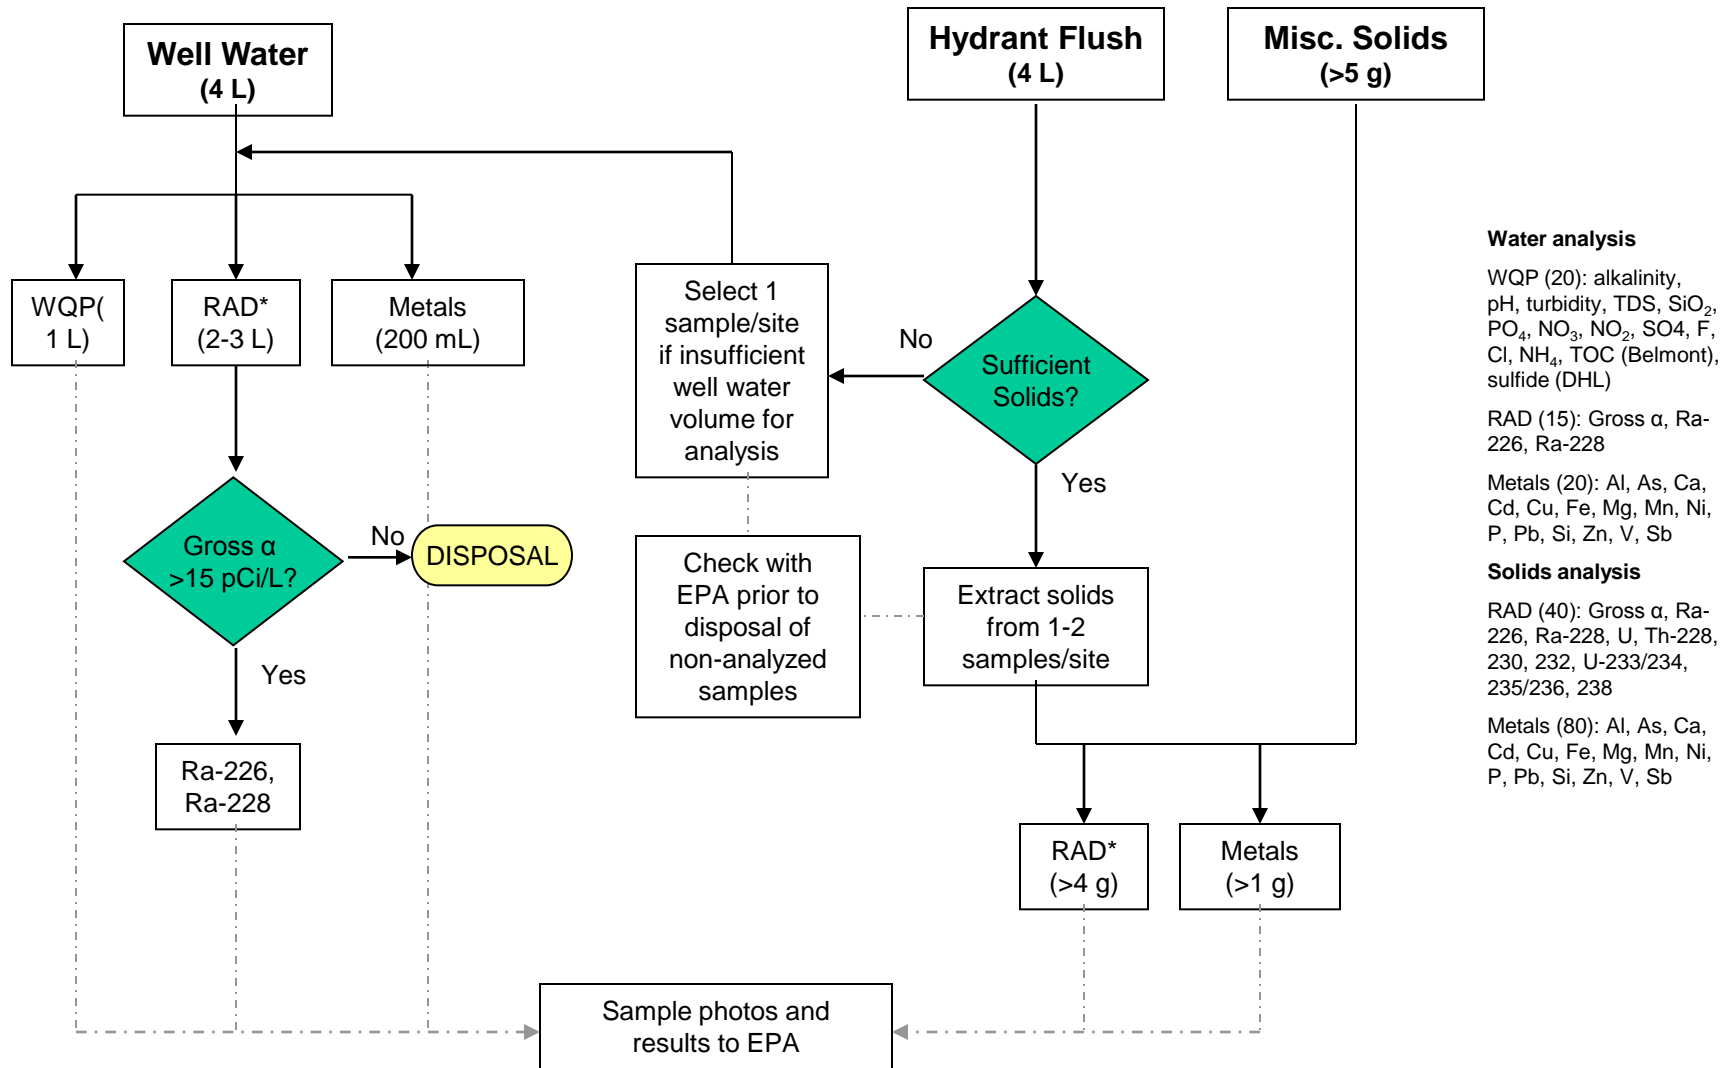 Well Water
(4 L)
Hydrant Flush
(4 L)
Misc. Solids
(>5 g)
WQP(
1 L)
RAD*
(2-3 L)
Metals
(200 mL)
Select 1
sample/site
if insufficient
well water
volume for
analysis
No
Sufficient
Solids?
Yes
Gross α
>15 pCi/L?
No
DISPOSAL
Yes
Check with
EPA prior to
disposal of
non-analyzed
samples
Extract solids
from 1-2
samples/site
Ra-226,
Ra-228
RAD*
(>4 g)
Metals
(>1 g)
Sample photos and
results to EPA
Water analysis
WQP (20): alkalinity,
pH, turbidity, TDS, SiO₂,
PO₄, NO₃, NO₂, SO4, F,
Cl, NH₄, TOC (Belmont),
sulfide (DHL)
RAD (15): Gross α, Ra-
226, Ra-228
Metals (20): Al, As, Ca,
Cd, Cu, Fe, Mg, Mn, Ni,
P, Pb, Si, Zn, V, Sb
Solids analysis
RAD (40): Gross α, Ra-
226, Ra-228, U, Th-228,
230, 232, U-233/234,
235/236, 238
Metals (80): Al, As, Ca,
Cd, Cu, Fe, Mg, Mn, Ni,
P, Pb, Si, Zn, V, Sb